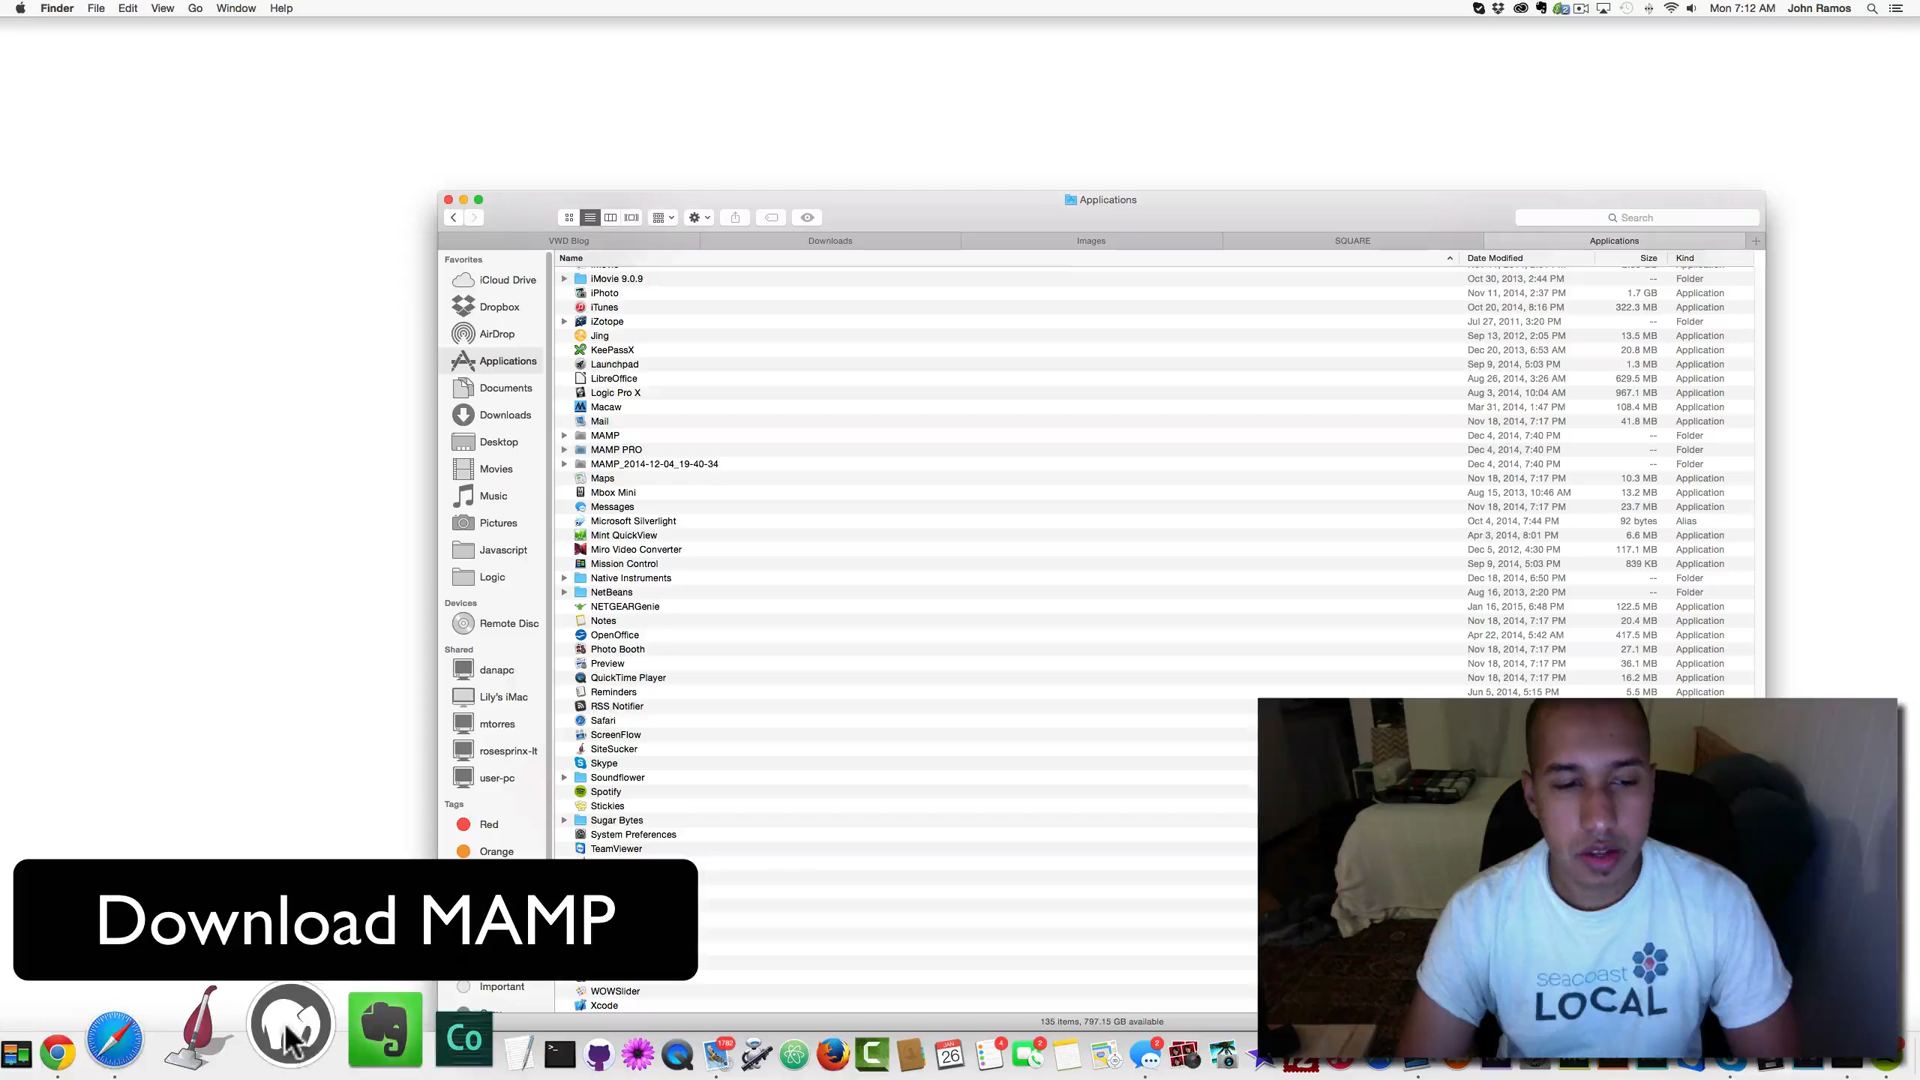 Finder File Edit View Go Window Help
Mon 7:12 AM John Ramos
Applications
Search
VWD Blog Downloads Images SQUARE Applications
Name Date Modified Size Kind
Favorites
iCloud Drive
Dropbox
AirDrop
Applications
Documents
Downloads
Desktop
Movies
Music
Pictures
Javascript
Logic
Devices
Remote Disc
Shared
danapc
Lily's iMac
mtorres
rosesprinx-lt
user-pc
Tags
Red
Orange
Important
iMovie 9.0.9 Oct 30, 2013, 2:44 PM -- Folder
iPhoto Nov 11, 2014, 2:37 PM 1.7 GB Application
iTunes Oct 20, 2014, 8:16 PM 322.3 MB Application
iZotope Jul 27, 2011, 3:20 PM -- Folder
Jing Sep 13, 2012, 2:05 PM 13.5 MB Application
KeePassX Dec 20, 2013, 6:53 AM 20.8 MB Application
Launchpad Sep 9, 2014, 5:03 PM 1.3 MB Application
LibreOffice Aug 26, 2014, 3:26 AM 629.5 MB Application
Logic Pro X Aug 3, 2014, 10:04 AM 967.1 MB Application
Macaw Mar 31, 2014, 1:47 PM 108.4 MB Application
Mail Nov 18, 2014, 7:17 PM 41.8 MB Application
MAMP Dec 4, 2014, 7:40 PM -- Folder
MAMP PRO Dec 4, 2014, 7:40 PM -- Folder
MAMP_2014-12-04_19-40-34 Dec 4, 2014, 7:40 PM -- Folder
Maps Nov 18, 2014, 7:17 PM 10.3 MB Application
Mbox Mini Aug 15, 2013, 10:46 AM 13.2 MB Application
Messages Nov 18, 2014, 7:17 PM 23.7 MB Application
Microsoft Silverlight Oct 4, 2014, 7:44 PM 92 bytes Alias
Mint QuickView Apr 3, 2014, 8:01 PM 6.6 MB Application
Miro Video Converter Dec 5, 2012, 4:30 PM 117.1 MB Application
Mission Control Sep 9, 2014, 5:03 PM 839 KB Application
Native Instruments Dec 18, 2014, 6:50 PM -- Folder
NetBeans Aug 16, 2013, 2:20 PM -- Folder
NETGEARGenie Jan 16, 2015, 6:48 PM 122.5 MB Application
Notes Nov 18, 2014, 7:17 PM 20.4 MB Application
OpenOffice Apr 22, 2014, 5:42 AM 417.5 MB Application
Photo Booth Nov 18, 2014, 7:17 PM 27.1 MB Application
Preview Nov 18, 2014, 7:17 PM 36.1 MB Application
QuickTime Player Nov 18, 2014, 7:17 PM 16.2 MB Application
Reminders Jun 5, 2014, 5:15 PM 5.5 MB Application
RSS Notifier
Safari
ScreenFlow
SiteSucker
Skype
Soundflower
Spotify
Stickies
Sugar Bytes
System Preferences
TeamViewer
WOWSlider
Xcode
135 items, 797.15 GB available
Download MAMP
seacoast
LOCAL
Co
1782
JAN
26
4
2
2